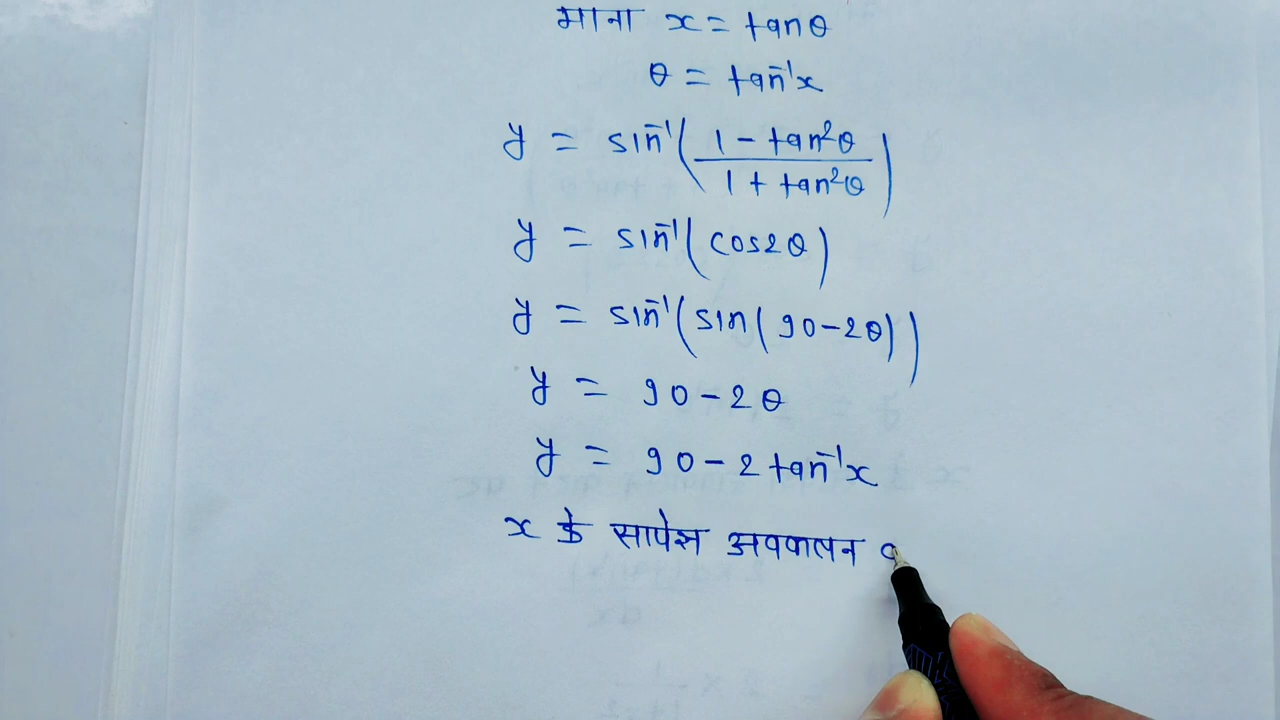 माना x = tanθ
θ = tan⁻¹x
y = sin⁻¹(1 - tan²θ / 1 + tan²θ)
y = sin⁻¹(cos2θ)
y = sin⁻¹(sin(90-2θ))
y = 90-2θ
y = 90-2tan⁻¹x
x के सापेक्ष अवकलन